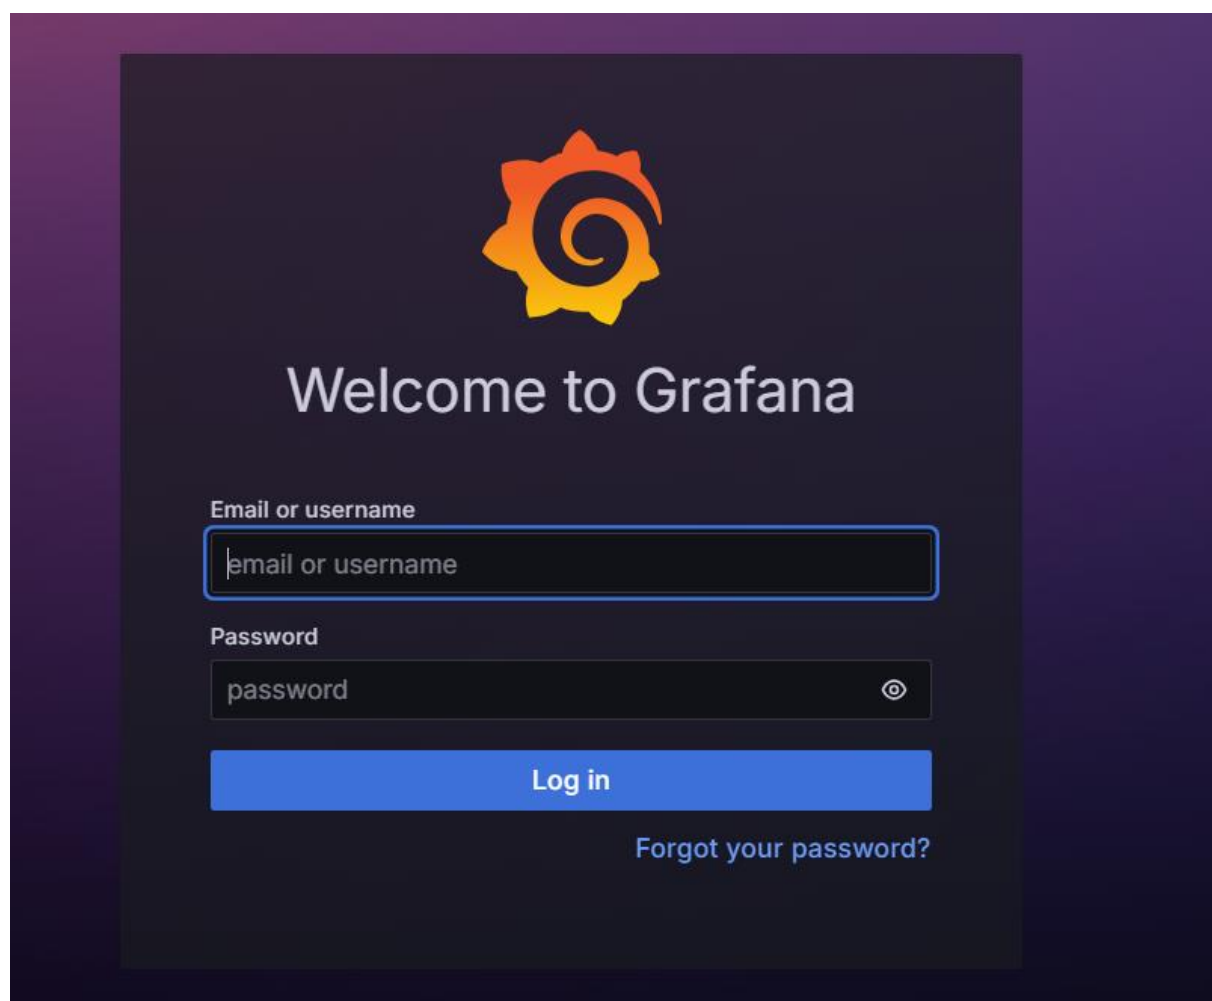 Welcome to Grafana
Email or username
email or username
Password
password
Log in
Forgot your password?